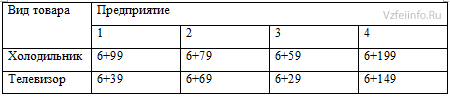 Вид товара Предприятие
Vzfeiinfo.Ru
1 2 3 4
Холодильник 6+99 6+79 6+59 6+199
Телевизор 6+39 6+69 6+29 6+149